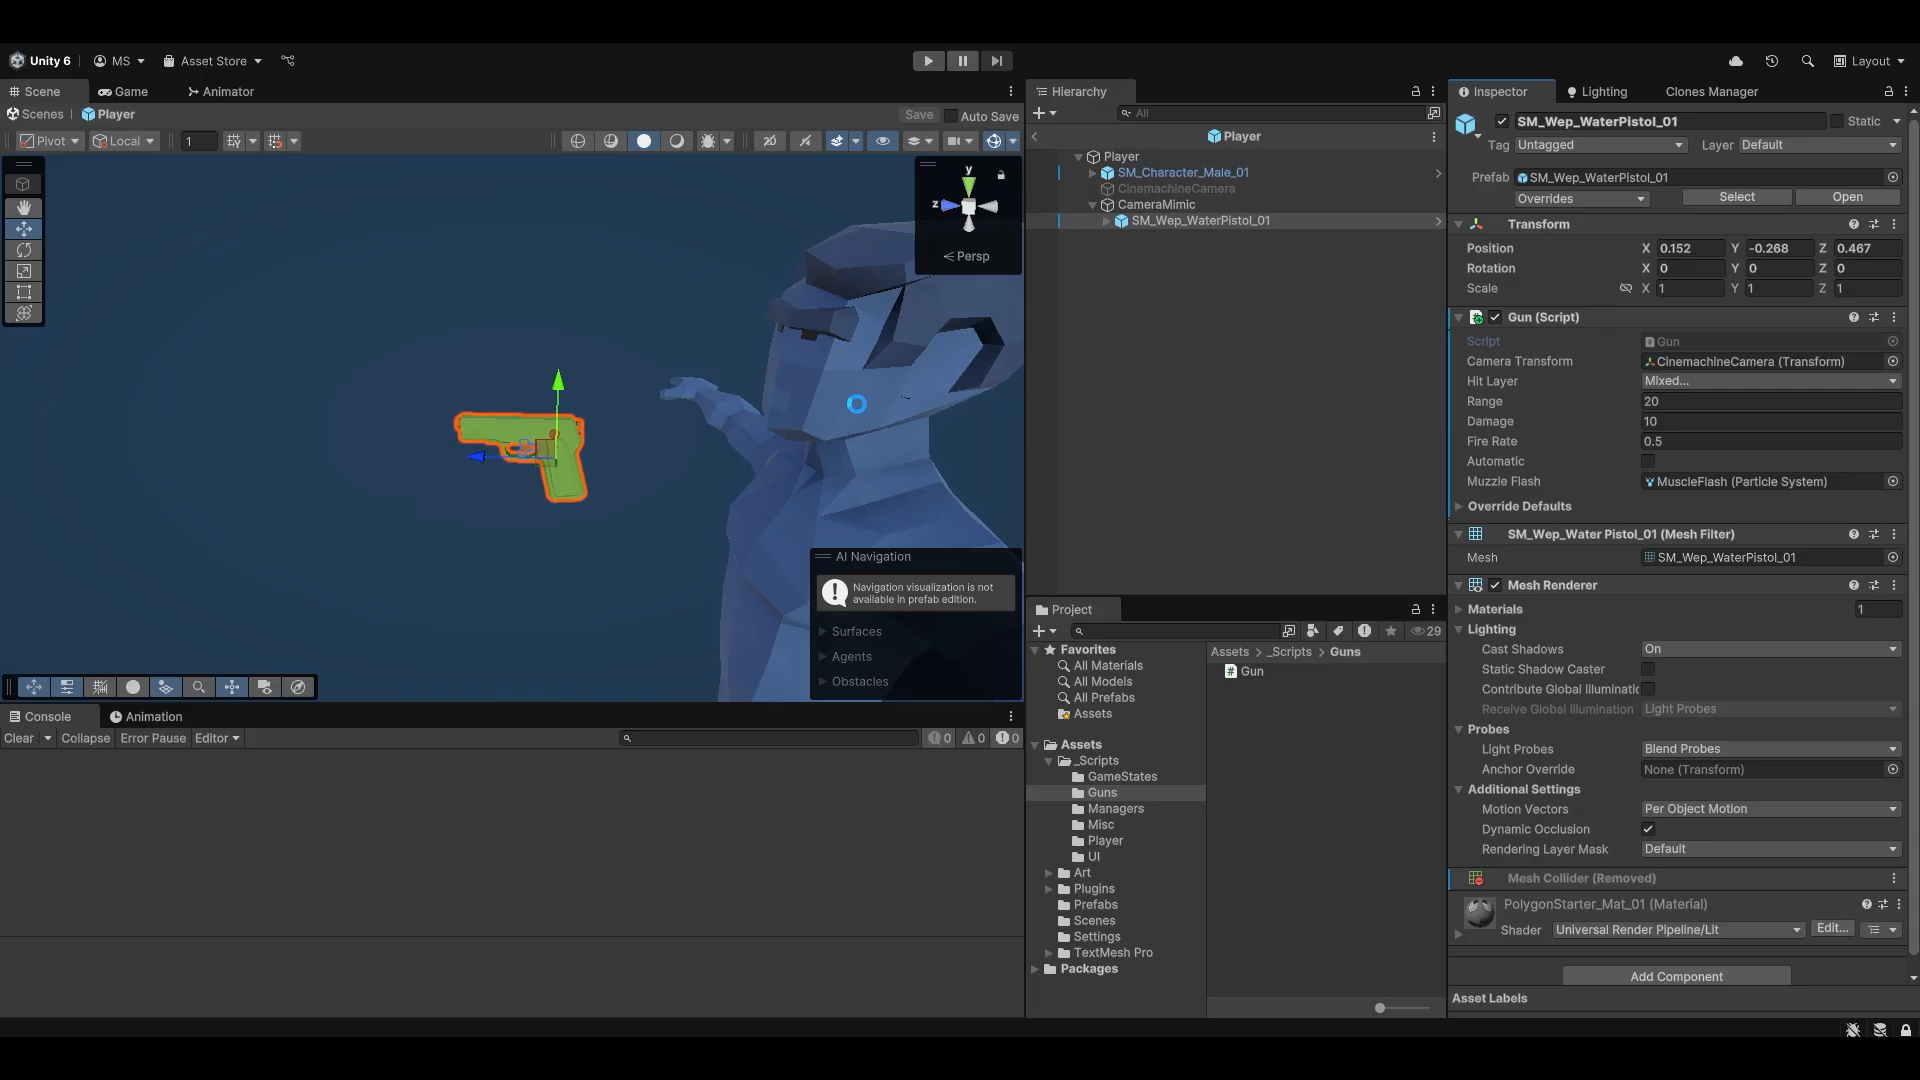 Unity 6
MS
Asset Store
Layout
Scene
Game
Animator
Scenes
Player
Save
Auto Save
Pivot
Local
1
2D
y
z
Persp
AI Navigation
Navigation visualization is not
available in prefab edition.
Surfaces
Agents
Obstacles
Console
Animation
Clear
Collapse
Error Pause
Editor
0
0
0
Hierarchy
All
Player
Player
SM_Character_Male_01
CinemachineCamera
CameraMimic
SM_Wep_WaterPistol_01
Project
29
Favorites
All Materials
All Models
All Prefabs
Assets
Assets
_Scripts
GameStates
Guns
Managers
Misc
Player
UI
Art
Plugins
Prefabs
Scenes
Settings
TextMesh Pro
Packages
Assets > _Scripts > Guns
Gun
Inspector
Lighting
Clones Manager
SM_Wep_WaterPistol_01
Static
Tag Untagged
Layer Default
Prefab SM_Wep_WaterPistol_01
Overrides
Select
Open
Transform
Position X 0.152 Y -0.268 Z 0.467
Rotation X 0 Y 0 Z 0
Scale X 1 Y 1 Z 1
Gun (Script)
Script Gun
Camera Transform CinemachineCamera (Transform)
Hit Layer Mixed...
Range 20
Damage 10
Fire Rate 0.5
Automatic
Muzzle Flash MuscleFlash (Particle System)
Override Defaults
SM_Wep_Water Pistol_01 (Mesh Filter)
Mesh SM_Wep_WaterPistol_01
Mesh Renderer
Materials 1
Lighting
Cast Shadows On
Static Shadow Caster
Contribute Global Illuminatic
Receive Global Illumination Light Probes
Probes
Light Probes Blend Probes
Anchor Override None (Transform)
Additional Settings
Motion Vectors Per Object Motion
Dynamic Occlusion
Rendering Layer Mask Default
Mesh Collider (Removed)
PolygonStarter_Mat_01 (Material)
Shader Universal Render Pipeline/Lit Edit...
Add Component
Asset Labels